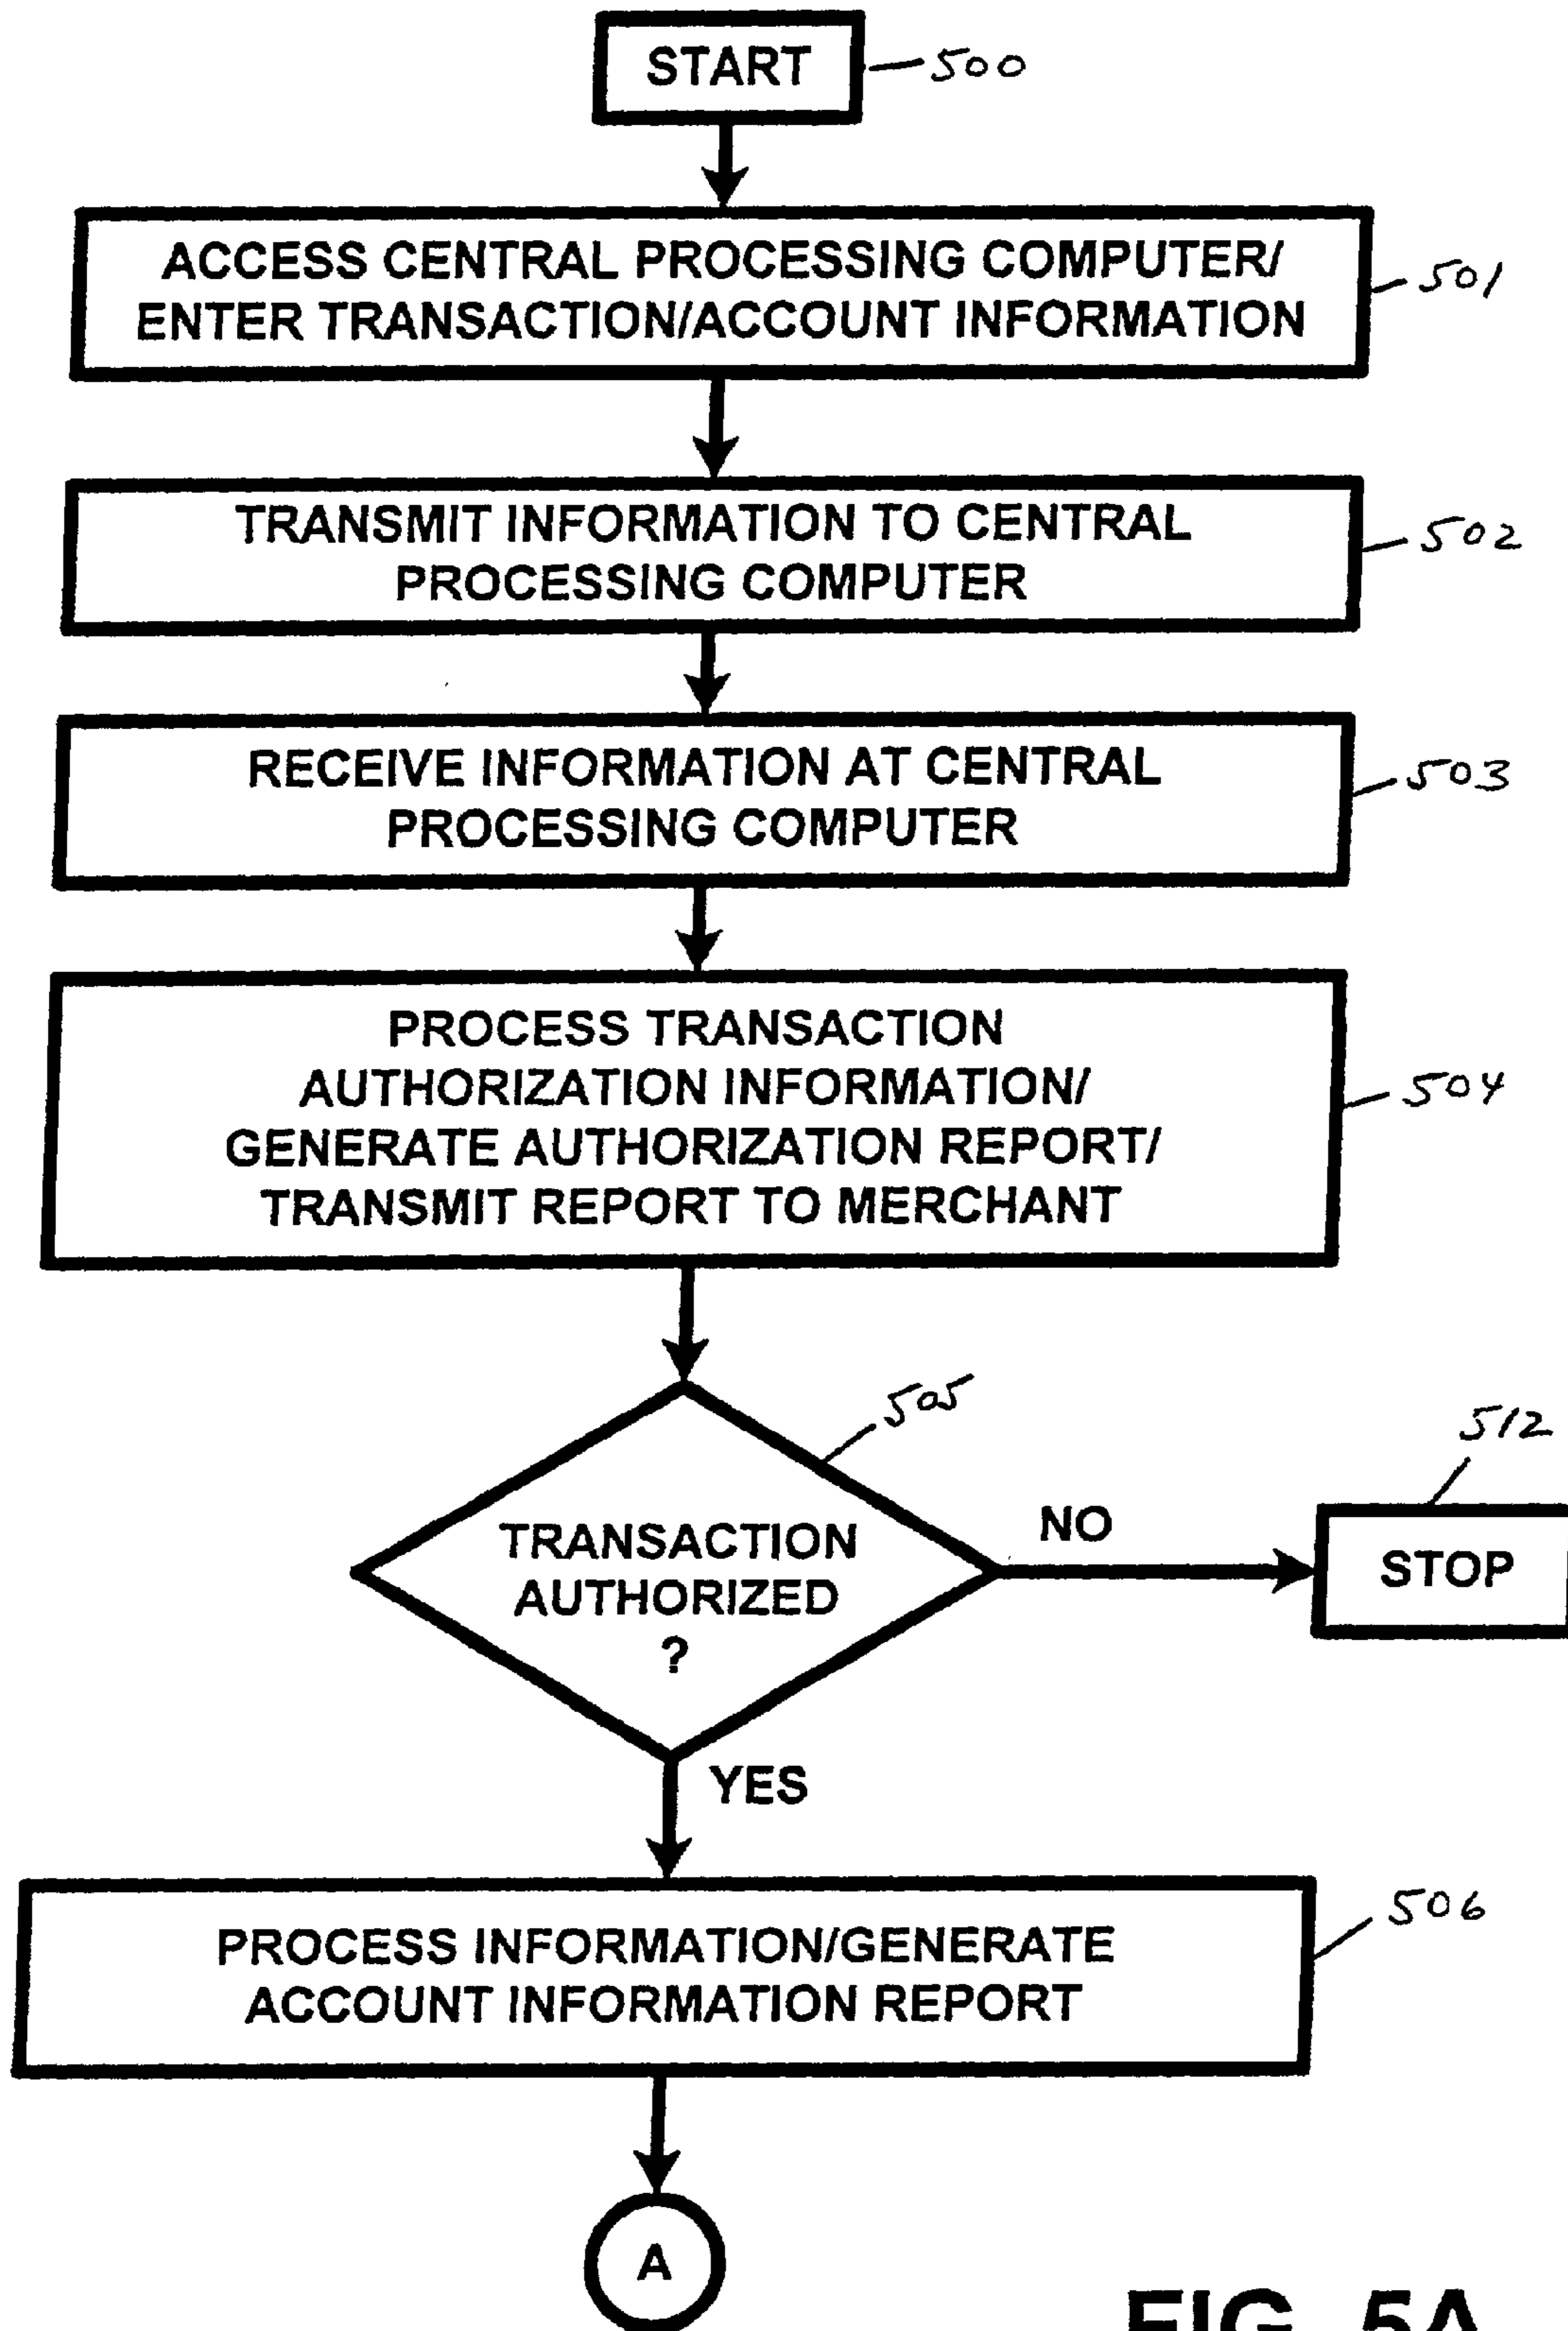 START
500
ACCESS CENTRAL PROCESSING COMPUTER/
ENTER TRANSACTION/ACCOUNT INFORMATION
501
TRANSMIT INFORMATION TO CENTRAL
PROCESSING COMPUTER
502
RECEIVE INFORMATION AT CENTRAL
PROCESSING COMPUTER
503
PROCESS TRANSACTION
AUTHORIZATION INFORMATION/
GENERATE AUTHORIZATION REPORT/
TRANSMIT REPORT TO MERCHANT
504
505
TRANSACTION
AUTHORIZED
?
NO
512
STOP
YES
506
PROCESS INFORMATION/GENERATE
ACCOUNT INFORMATION REPORT
A
FIG. 5A